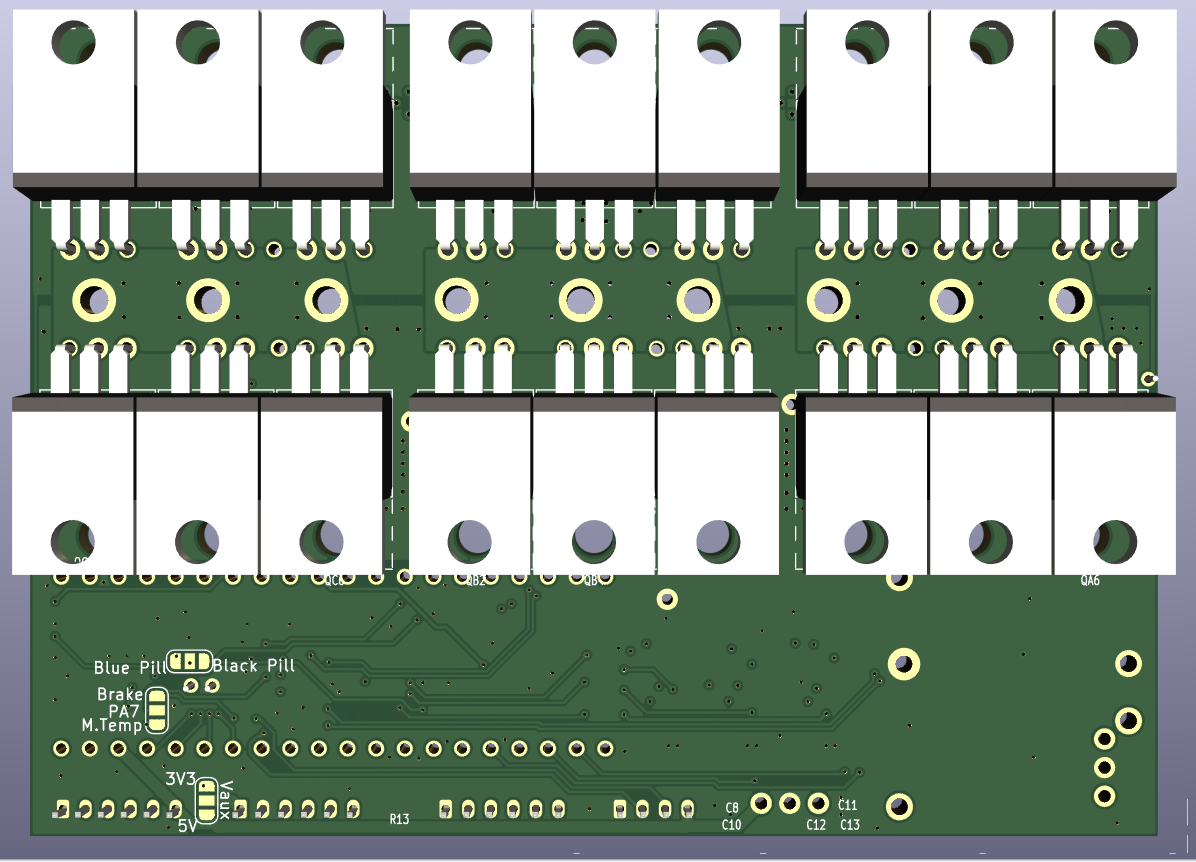 QC6
QB2
QB
QA6
Blue Pill
Black Pill
Brake
PA7
M.Temp
3V3
Vaux
5V
R13
C8
C10
C11
C12
C13